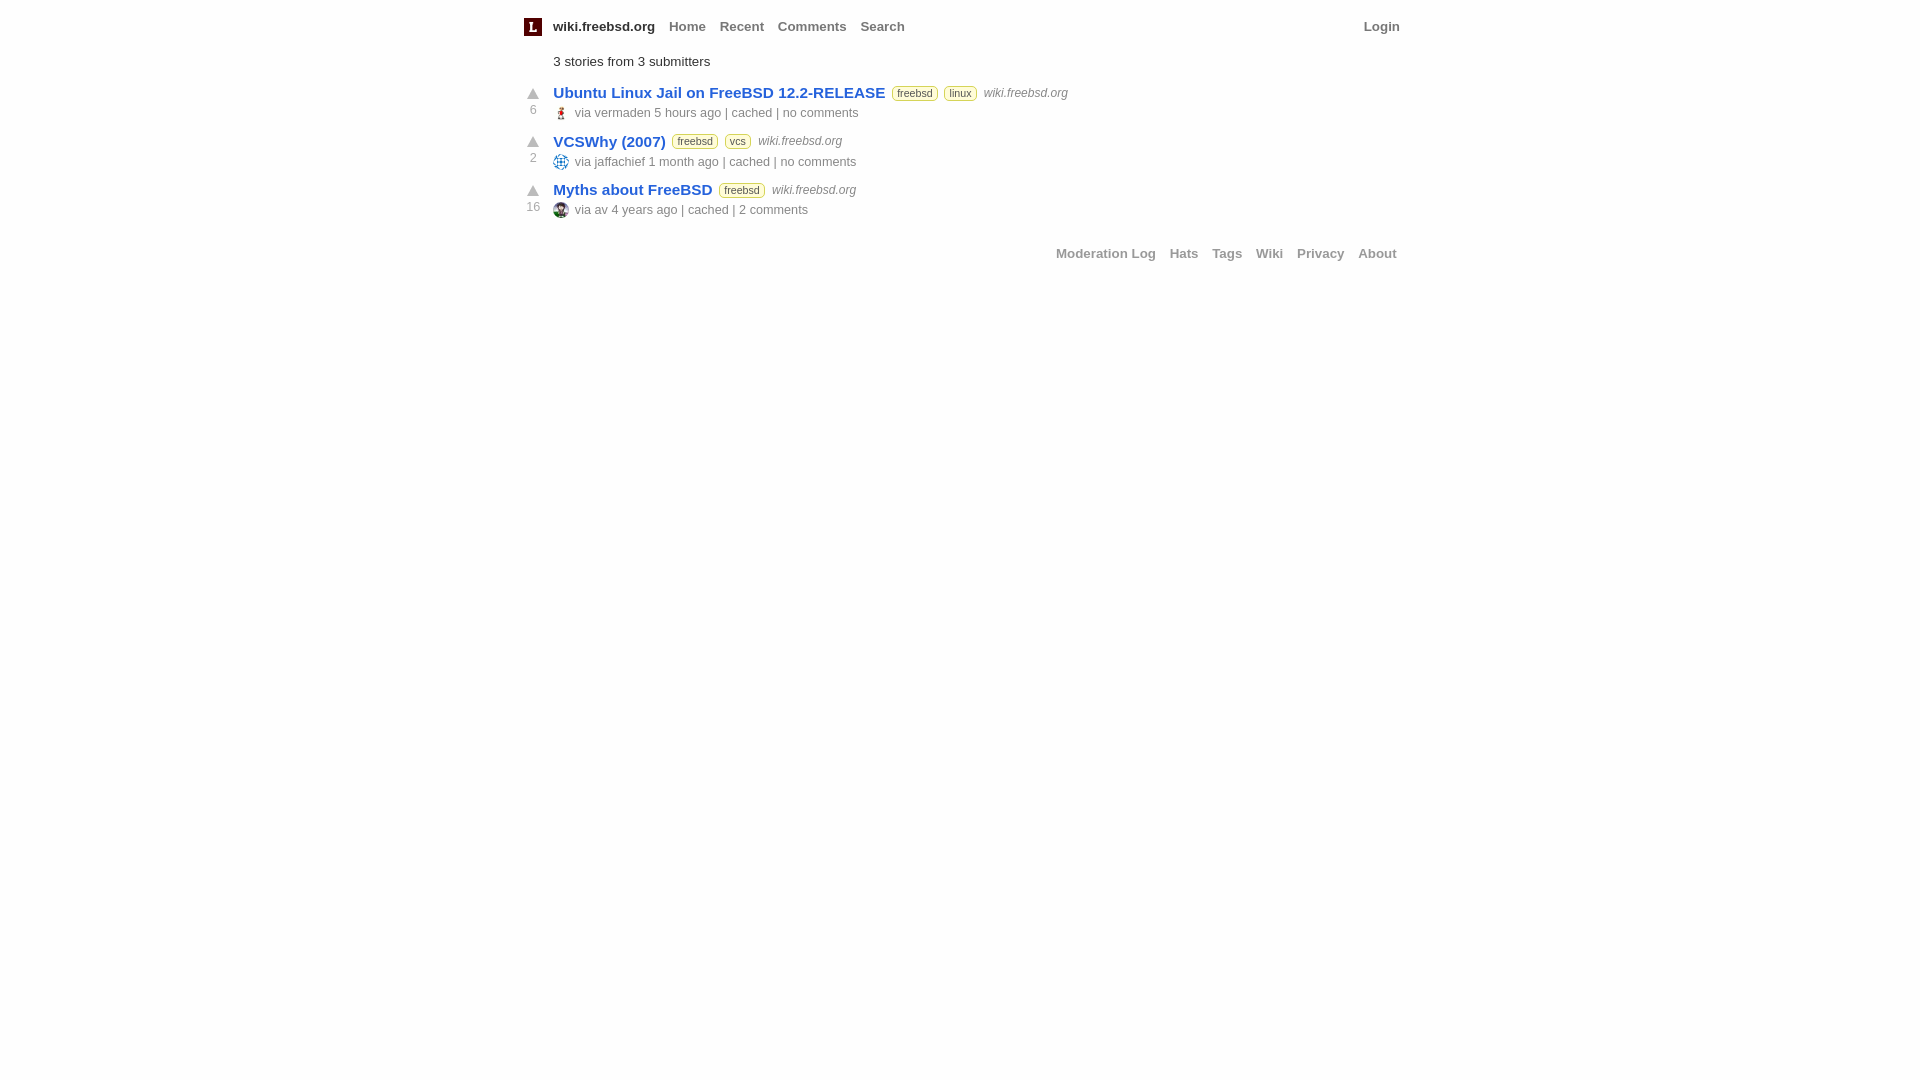 L wiki.freebsd.org Home Recent Comments Search Login
3 stories from 3 submitters
Ubuntu Linux Jail on FreeBSD 12.2-RELEASE freebsd linux wiki.freebsd.org
6 via vermaden 5 hours ago | cached | no comments
VCSWhy (2007) freebsd vcs wiki.freebsd.org
2 via jaffachief 1 month ago | cached | no comments
Myths about FreeBSD freebsd wiki.freebsd.org
16 via av 4 years ago | cached | 2 comments
Moderation Log Hats Tags Wiki Privacy About